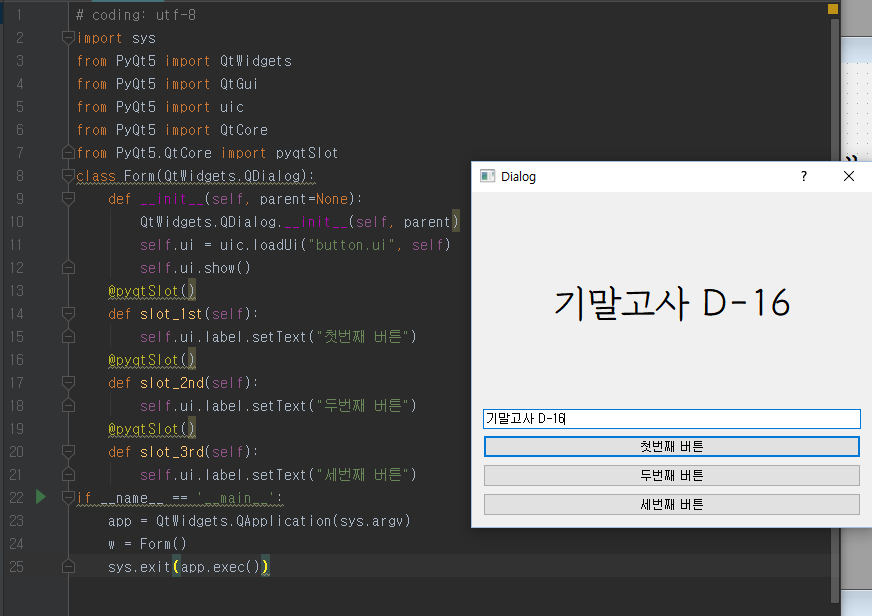 1 # coding: utf-8
2 import sys
3 from PyQt5 import QtWidgets
4 from PyQt5 import QtGui
5 from PyQt5 import uic
6 from PyQt5 import QtCore
7 from PyQt5.QtCore import pyqtSlot
8 class Form(QtWidgets.QDialog):
9 def __init__(self, parent=None):
10 QtWidgets.QDialog.__init__(self, parent)
11 self.ui = uic.loadUi("button.ui", self)
12 self.ui.show()
13 @pyqtSlot()
14 def slot_1st(self):
15 self.ui.label.setText("첫번째 버튼")
16 @pyqtSlot()
17 def slot_2nd(self):
18 self.ui.label.setText("두번째 버튼")
19 @pyqtSlot()
20 def slot_3rd(self):
21 self.ui.label.setText("세번째 버튼")
22 if __name__ == '__main__':
23 app = QtWidgets.QApplication(sys.argv)
24 w = Form()
25 sys.exit(app.exec())
Dialog ? ×
기말고사 D-16
기말고사 D-16
첫번째 버튼
두번째 버튼
세번째 버튼